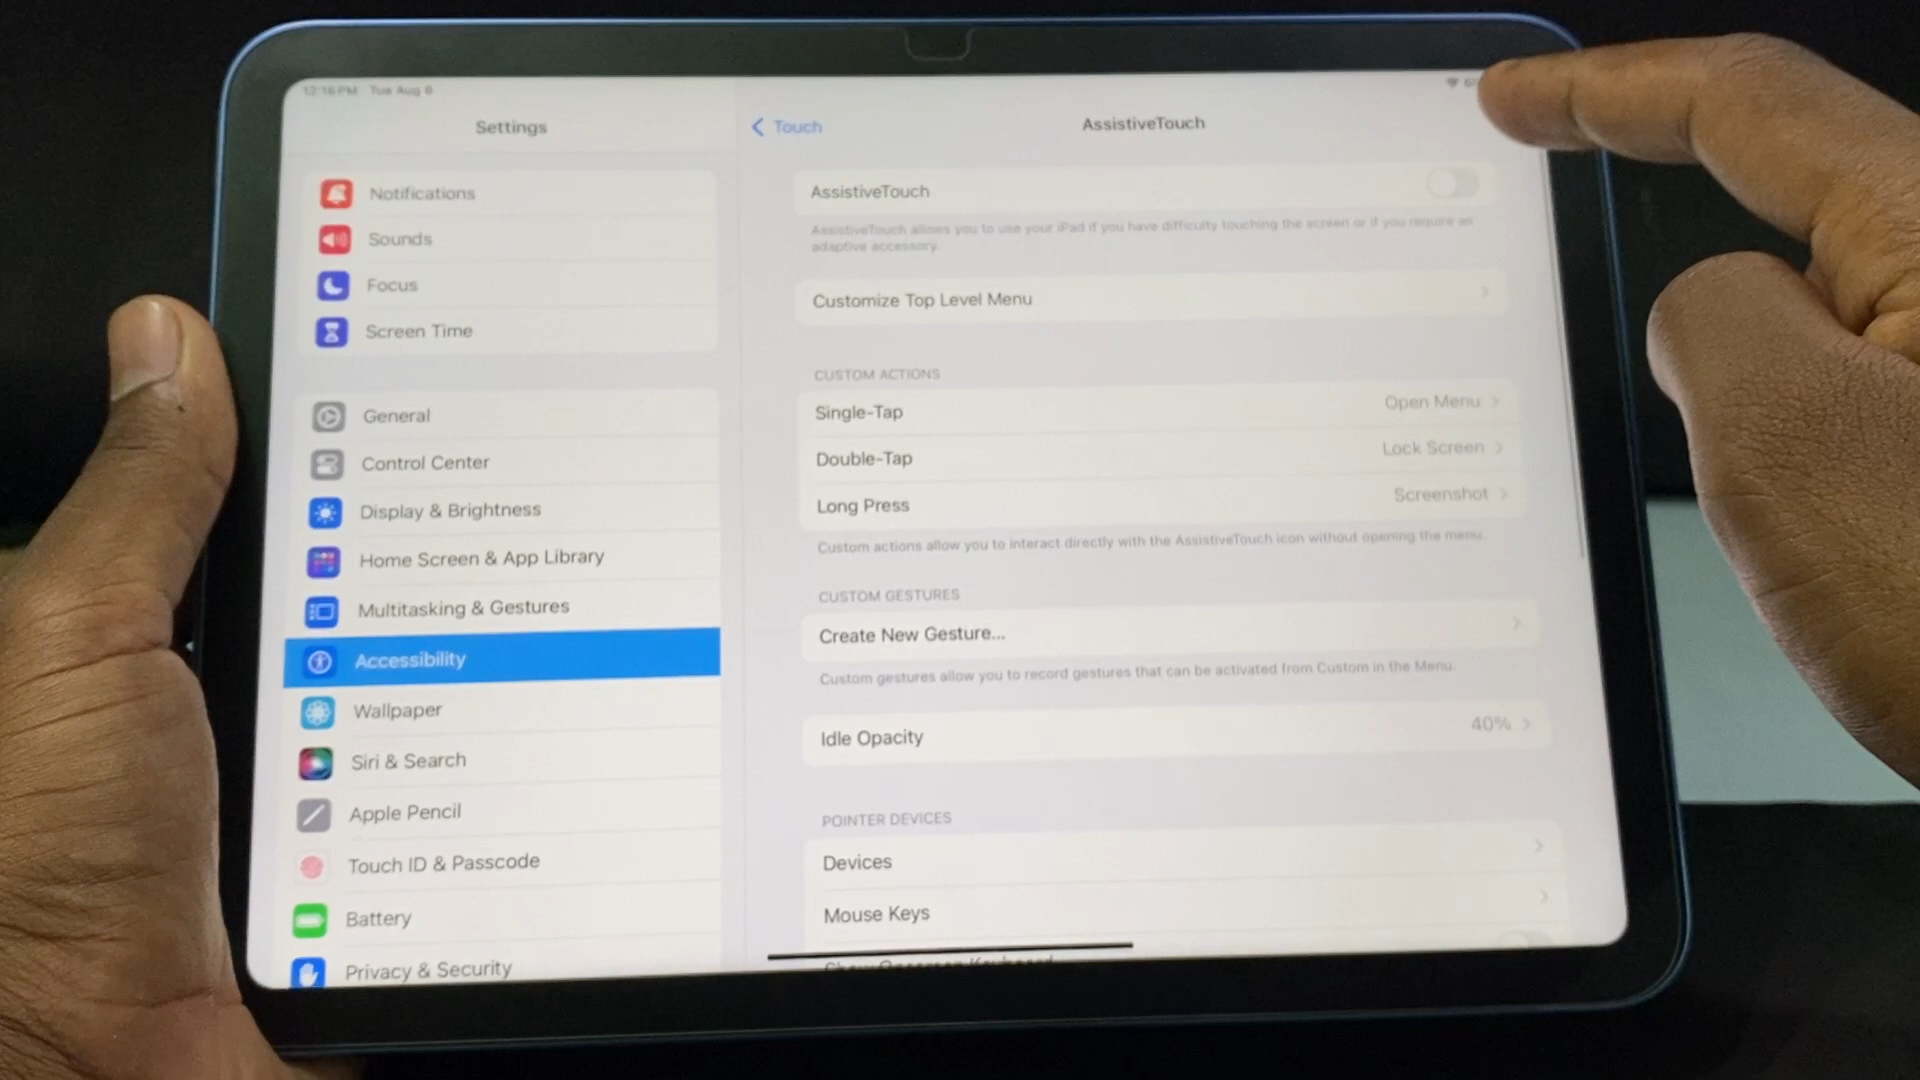 12:16 PM Tue Aug 6
Settings
Notifications
Sounds
Focus
Screen Time
General
Control Center
Display & Brightness
Home Screen & App Library
Multitasking & Gestures
Accessibility
Wallpaper
Siri & Search
Apple Pencil
Touch ID & Passcode
Battery
Privacy & Security
Touch
AssistiveTouch
AssistiveTouch
AssistiveTouch allows you to use your iPad if you have difficulty touching the screen or if you require an
adaptive accessory.
Customize Top Level Menu
CUSTOM ACTIONS
Single-Tap Open Menu
Double-Tap Lock Screen
Long Press Screenshot
Custom actions allow you to interact directly with the AssistiveTouch icon without opening the menu.
CUSTOM GESTURES
Create New Gesture...
Custom gestures allow you to record gestures that can be activated from Custom in the Menu.
Idle Opacity 40%
POINTER DEVICES
Devices
Mouse Keys
Show Onscreen Keyboard